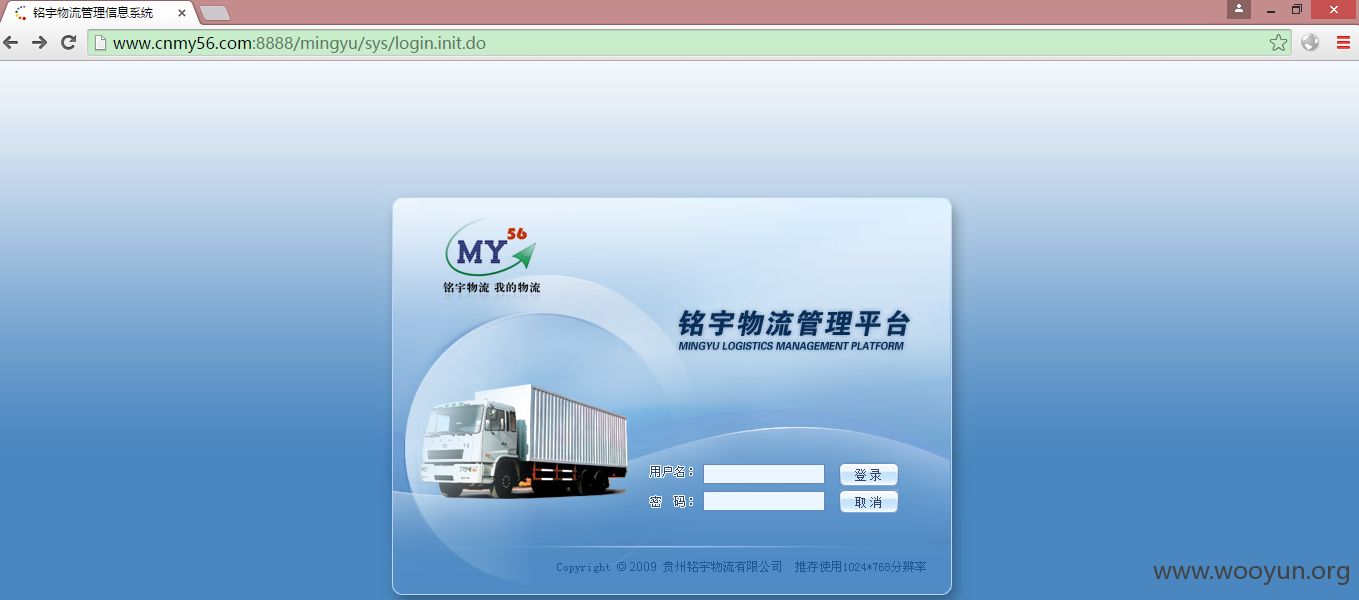 铭宇物流管理信息系统
www.cnmy56.com:8888/mingyu/sys/login.init.do
MY56
铭宇物流 我的物流
铭宇物流管理平台
MINGYU LOGISTICS MANAGEMENT PLATFORM
用户名： 登录
密 码： 取消
Copyright © 2009 贵州铭宇物流有限公司 推存使用1024*768分辨率
www.wooyun.org